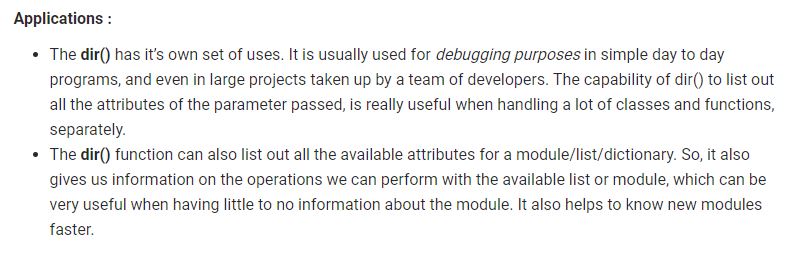 Applications :
• The dir() has it's own set of uses. It is usually used for debugging purposes in simple day to day
programs, and even in large projects taken up by a team of developers. The capability of dir() to list out
all the attributes of the parameter passed, is really useful when handling a lot of classes and functions,
separately.
• The dir() function can also list out all the available attributes for a module/list/dictionary. So, it also
gives us information on the operations we can perform with the available list or module, which can be
very useful when having little to no information about the module. It also helps to know new modules
faster.